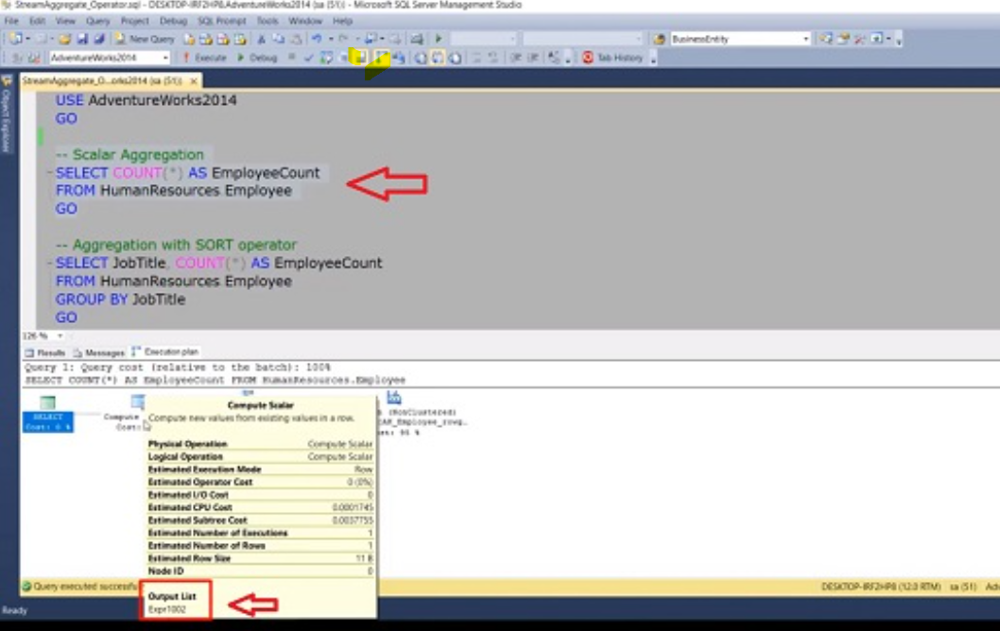 StreamAggregate_Operator.sql - DESKTOP-IRF2HP8.AdventureWorks2014 (sa (51)) - Microsoft SQL Server Management Studio
File Edit View Query Project Debug SQL Prompt Tools Window Help
New Query
BusinessEntity
AdventureWorks2014
Execute
Debug
Tab History
Object Explorer
StreamAggregate_O...orks2014 (sa (51))
USE AdventureWorks2014
GO
-- Scalar Aggregation
SELECT COUNT(*) AS EmployeeCount
FROM HumanResources.Employee
GO
-- Aggregation with SORT operator
SELECT JobTitle, COUNT(*) AS EmployeeCount
FROM HumanResources.Employee
GROUP BY JobTitle
GO
126 %
Results Messages Execution plan
Query 1: Query cost (relative to the batch): 100%
SELECT COUNT(*) AS EmployeeCount FROM HumanResources.Employee
SELECT
Cost: 0 %
Compute
Cost:
(NonClustered)
Compute Scalar
Compute new values from existing values in a row.
Physical Operation Compute Scalar
Logical Operation Compute Scalar
Estimated Execution Mode Row
Estimated Operator Cost 0 (0%)
Estimated I/O Cost 0
Estimated CPU Cost 0.0001745
Estimated Subtree Cost 0.0037755
Estimated Number of Executions 1
Estimated Number of Rows 1
Estimated Row Size 11 B
Node ID 0
Output List
Expr1002
Query executed successfu
DESKTOP-IRF2HP8 (12.0 RTM) sa (51) Adv
Ready